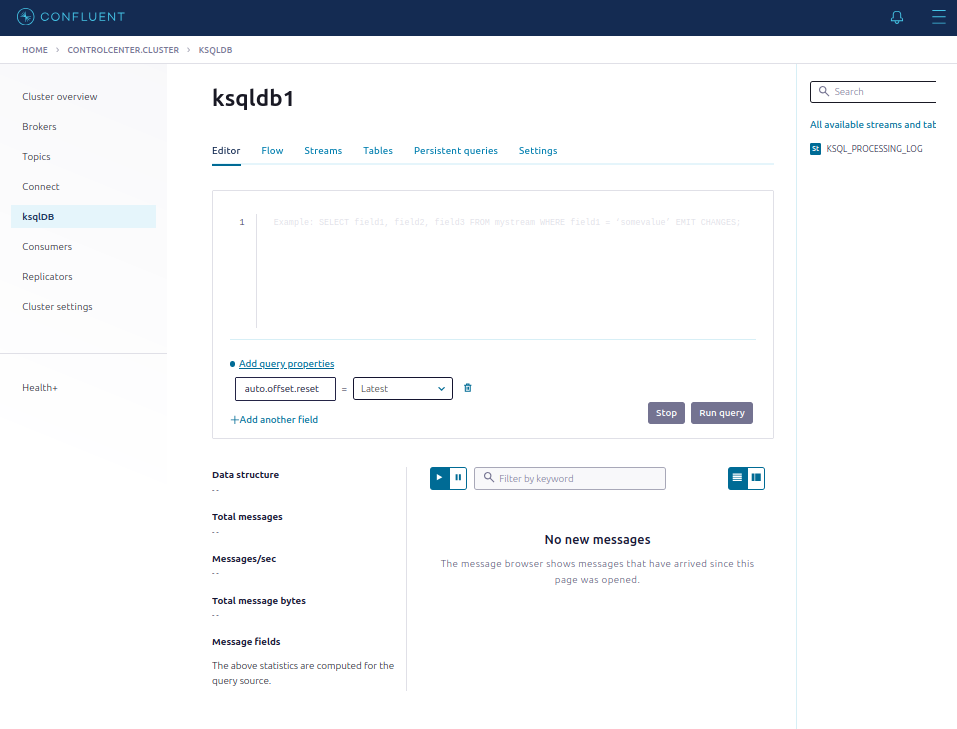 CONFLUENT
HOME > CONTROLCENTER.CLUSTER > KSQLDB
Cluster overview
Brokers
Topics
Connect
ksqlDB
Consumers
Replicators
Cluster settings
Health+
ksqldb1
Editor Flow Streams Tables Persistent queries Settings
1 Example: SELECT field1, field2, field3 FROM mystream WHERE field1 = 'somevalue' EMIT CHANGES;
Add query properties
auto.offset.reset = Latest
+Add another field
Stop Run query
Data structure
--
Total messages
--
Messages/sec
--
Total message bytes
--
Message fields
The above statistics are computed for the
query source.
Filter by keyword
No new messages
The message browser shows messages that have arrived since this
page was opened.
Search
All available streams and tab
St KSQL_PROCESSING_LOG